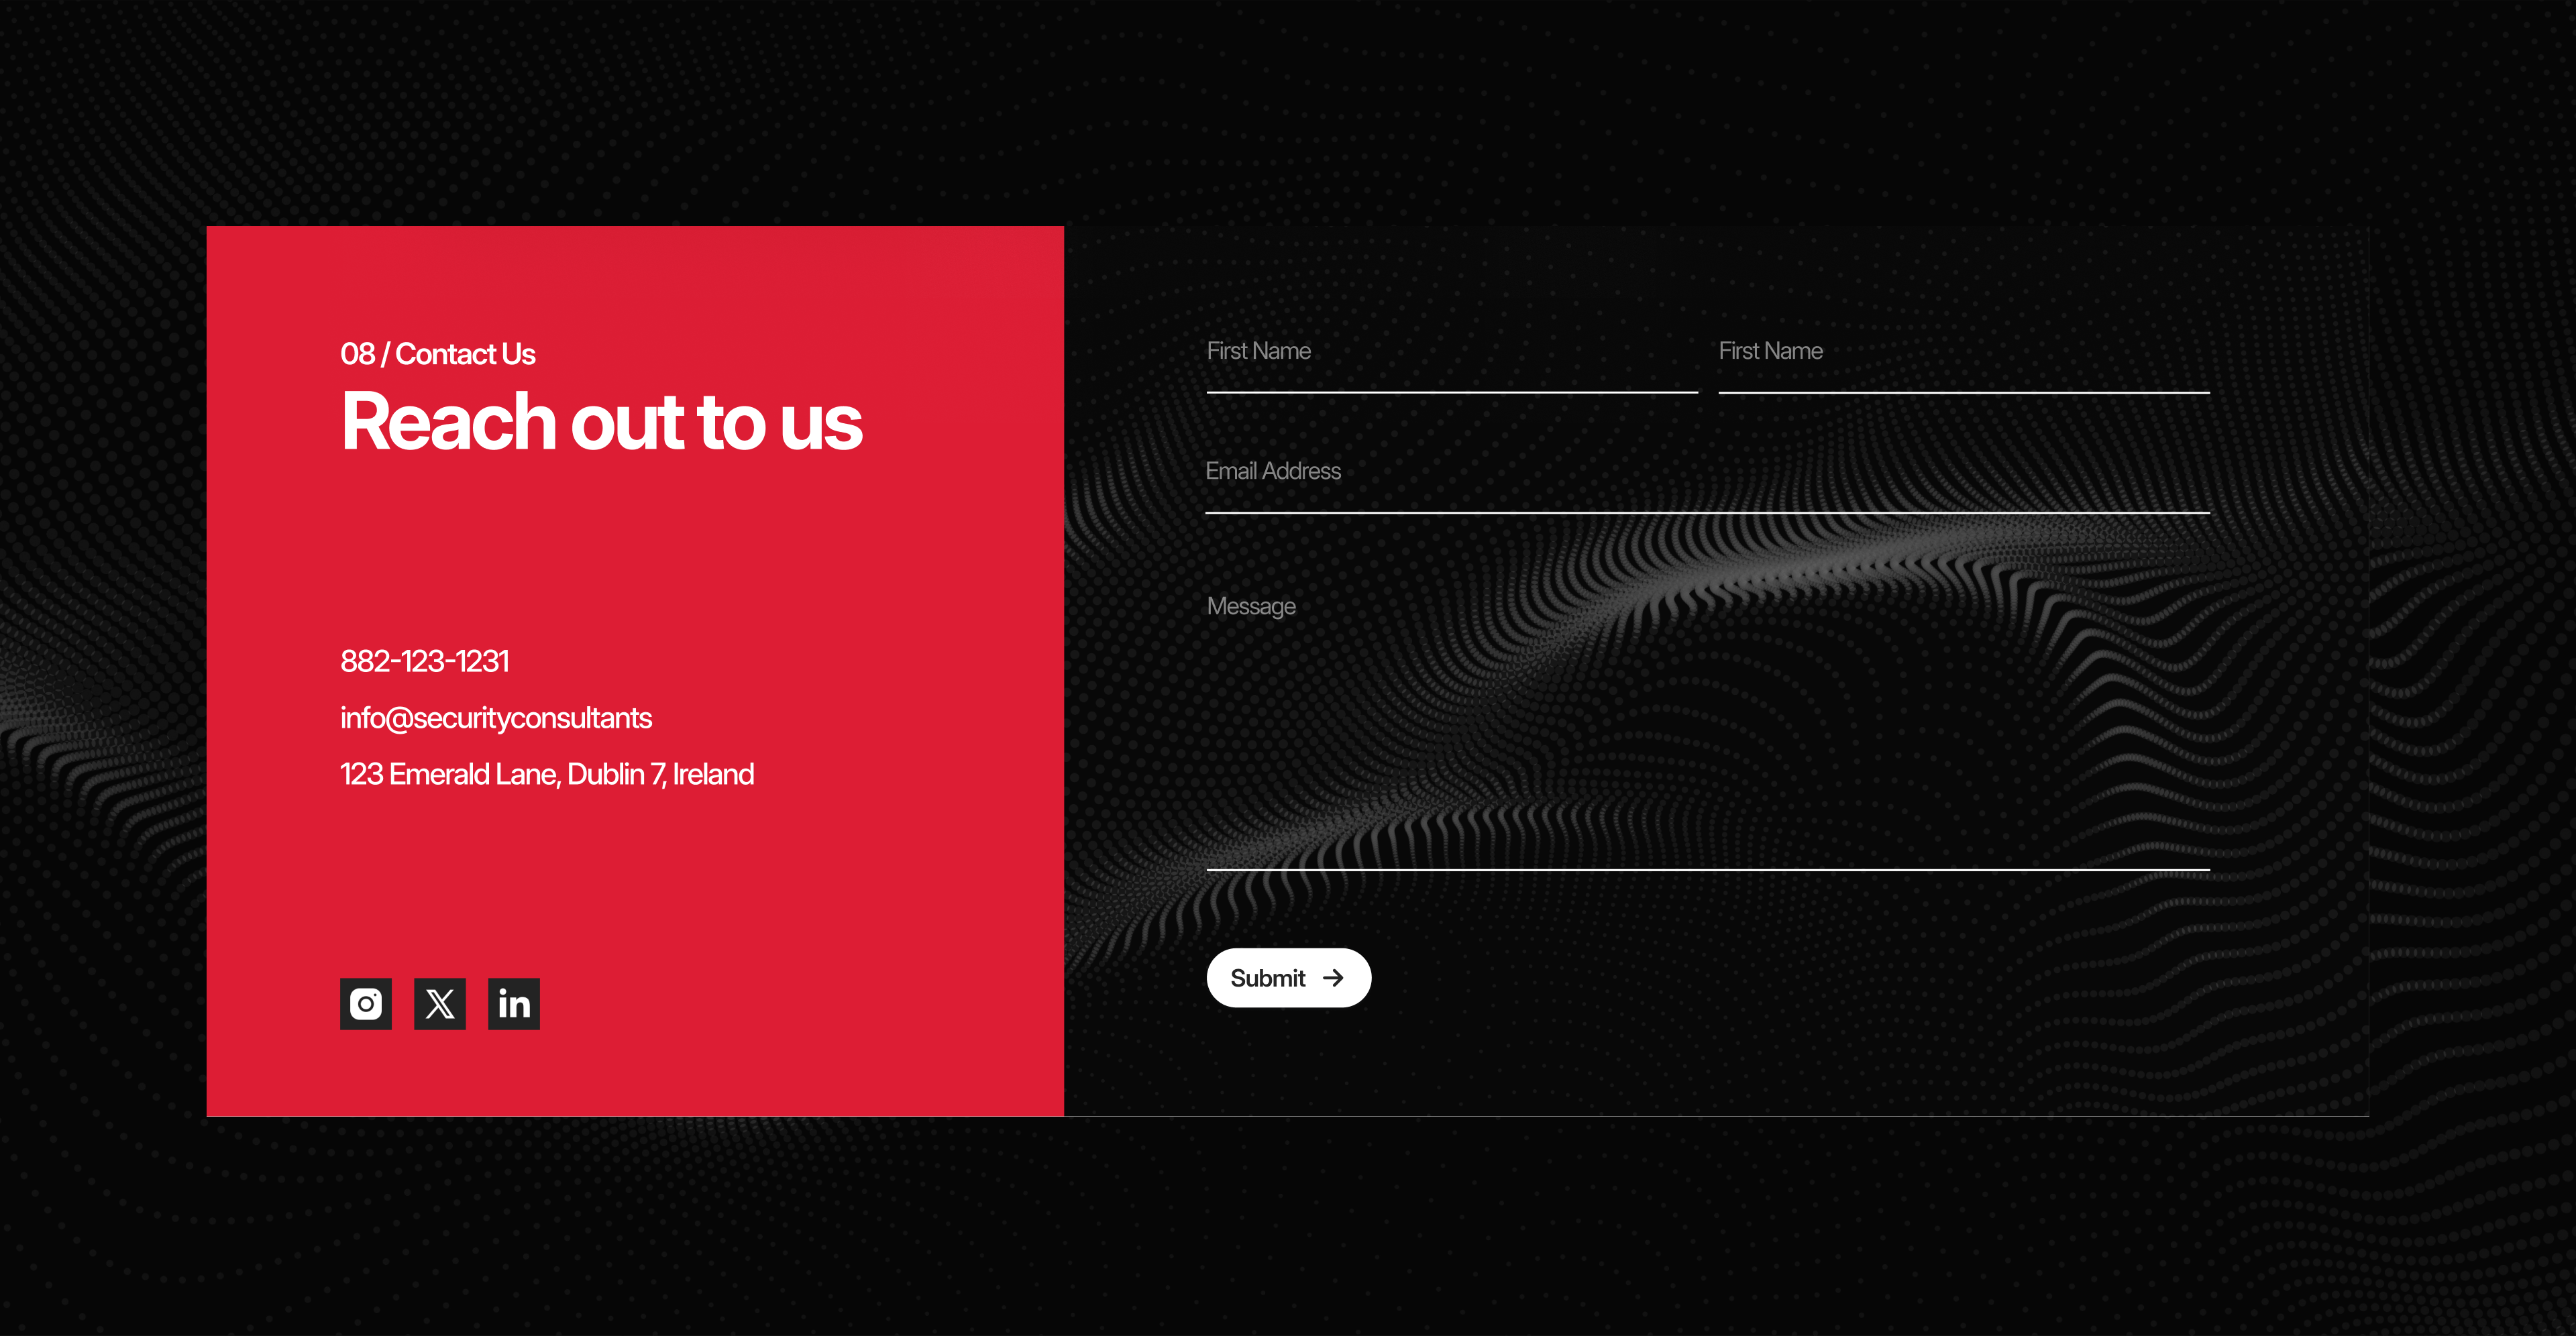 08 / Contact Us
Reach out to us
882-123-1231
info@securityconsultants
123 Emerald Lane, Dublin 7, Ireland
in
First Name
First Name
Email Address
Message
Submit